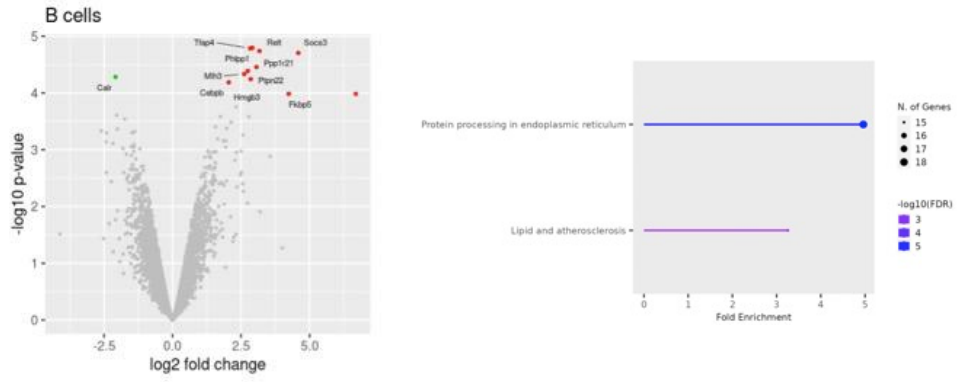 B cells
5
4
3
2
1
0
-log10 p-value
Relt
Socs3
Phlpp1
Ppp1r21
Mlh3
Ptpn22
Calr
Cebpb
Hmgb3
Fkbp5
-2.5
0.0
2.5
5.0
log2 fold change
Protein processing in endoplasmic reticulum
Lipid and atherosclerosis
0
1
2
3
4
5
Fold Enrichment
N. of Genes
15
16
17
18
-log10(FDR)
3
4
5